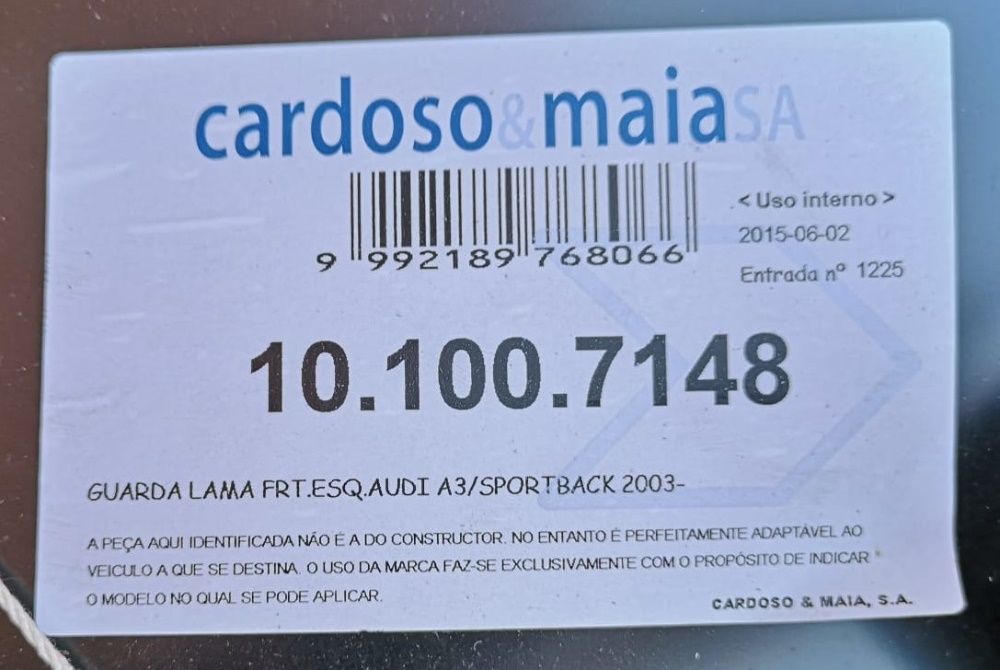 cardoso&maiaSA
< Uso interno >
2015-06-02
Entrada nº 1225
9 992189 768066
10.100.7148
GUARDA LAMA FRT.ESQ.AUDI A3/SPORTBACK 2003-
A PEÇA AQUI IDENTIFICADA NÃO É A DO CONSTRUCTOR. NO ENTANTO É PERFEITAMENTE ADAPTÁVEL AO
VEICULO A QUE SE DESTINA. O USO DA MARCA FAZ-SE EXCLUSIVAMENTE COM O PROPÓSITO DE INDICAR
O MODELO NO QUAL SE PODE APLICAR.
CARDOSO & MAIA, S.A.